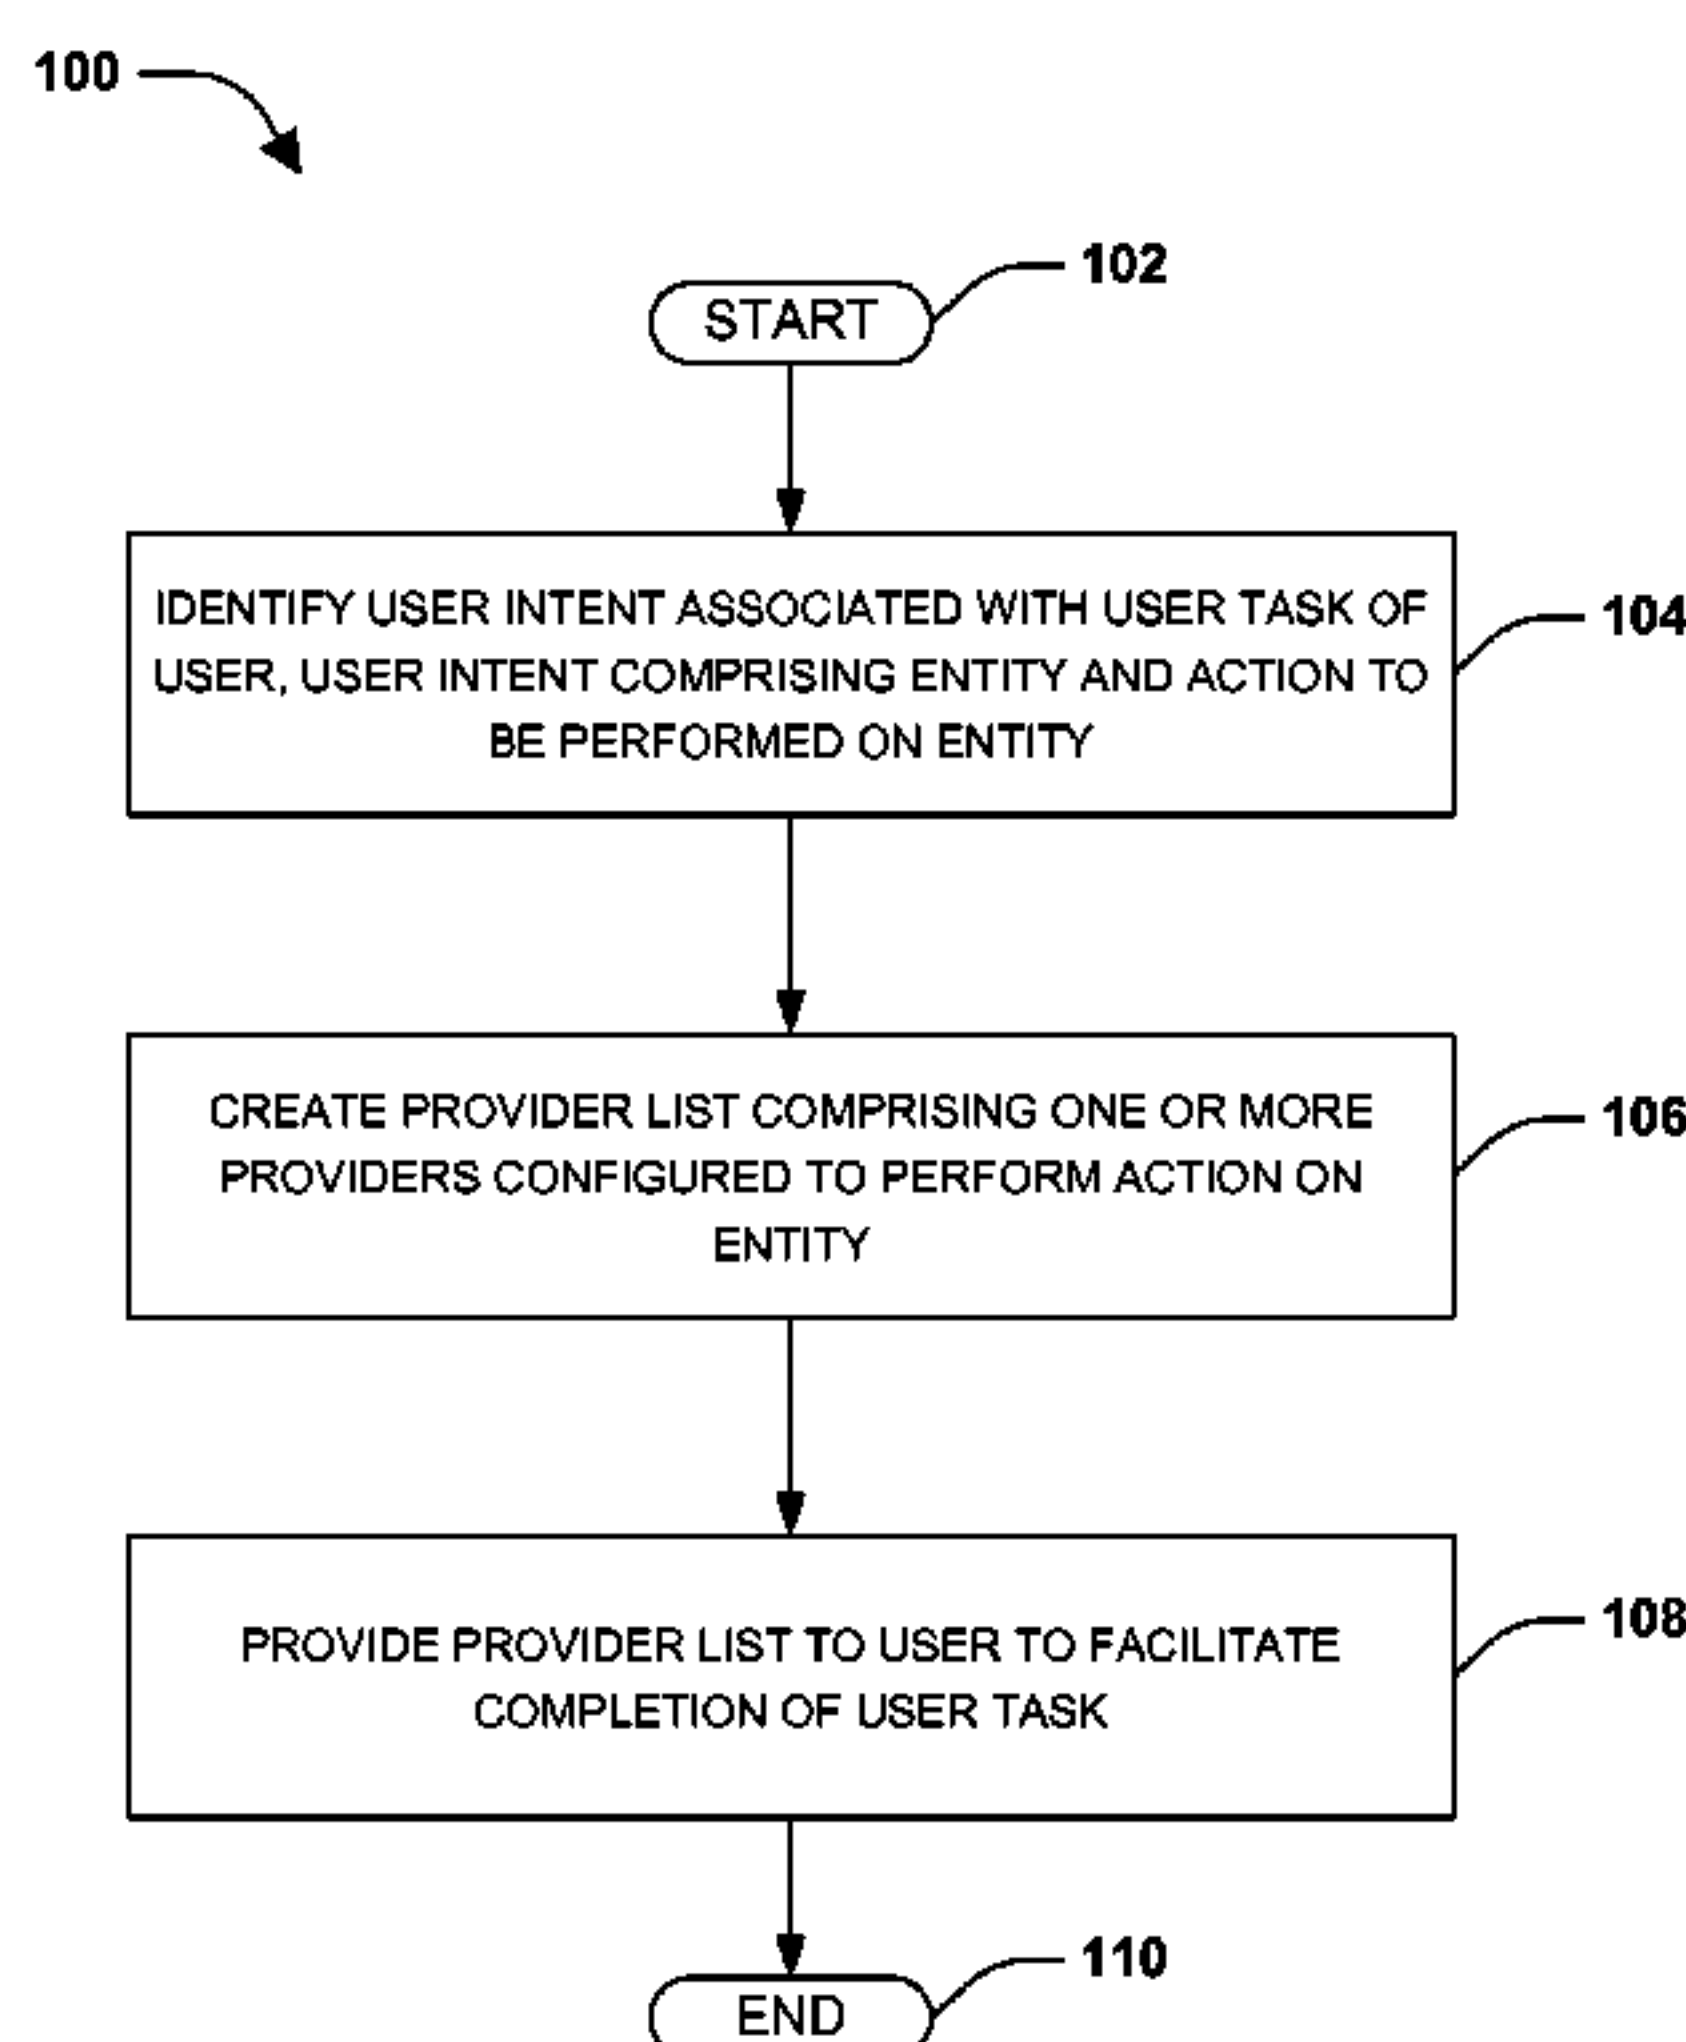 100
102
START
IDENTIFY USER INTENT ASSOCIATED WITH USER TASK OF
USER, USER INTENT COMPRISING ENTITY AND ACTION TO
BE PERFORMED ON ENTITY
104
CREATE PROVIDER LIST COMPRISING ONE OR MORE
PROVIDERS CONFIGURED TO PERFORM ACTION ON
ENTITY
106
PROVIDE PROVIDER LIST TO USER TO FACILITATE
COMPLETION OF USER TASK
108
110
END